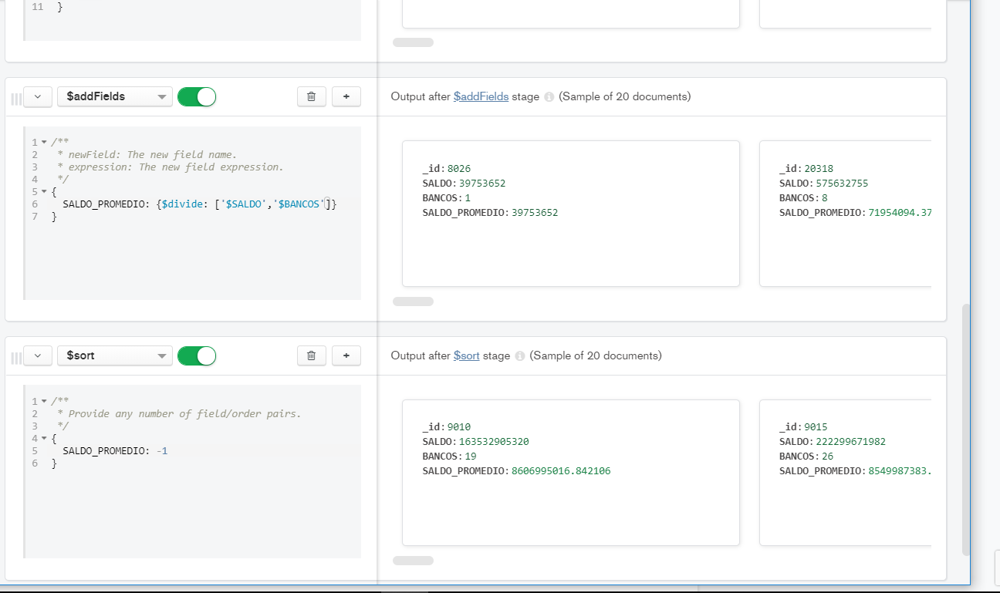 11 }
$addFields
Output after $addFields stage (Sample of 20 documents)
1 /**
2 * newField: The new field name.
3 * expression: The new field expression.
4 */
5 {
6 SALDO_PROMEDIO: {$divide: ['$SALDO','$BANCOS']}
7 }
_id: 8026
SALDO: 39753652
BANCOS: 1
SALDO_PROMEDIO: 39753652
_id: 20318
SALDO: 575632755
BANCOS: 8
SALDO_PROMEDIO: 71954094.37
$sort
Output after $sort stage (Sample of 20 documents)
1 /**
2 * Provide any number of field/order pairs.
3 */
4 {
5 SALDO_PROMEDIO: -1
6 }
_id: 9010
SALDO: 163532905320
BANCOS: 19
SALDO_PROMEDIO: 8606995016.842106
_id: 9015
SALDO: 222299671982
BANCOS: 26
SALDO_PROMEDIO: 8549987383.